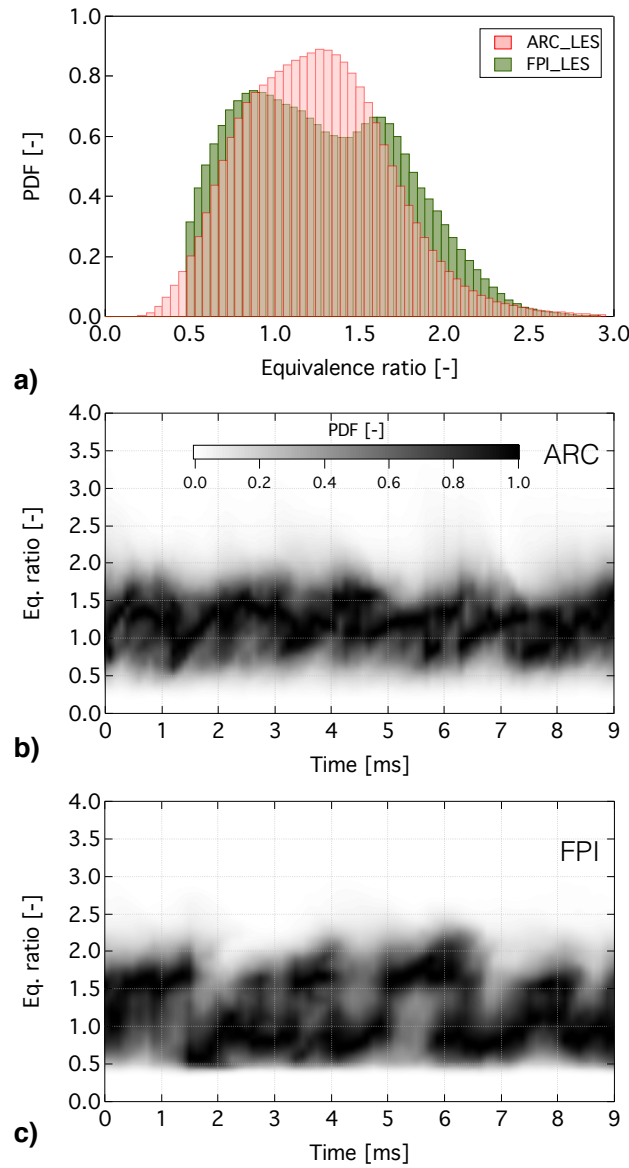 1.0
0.8
0.6
0.4
0.2
0.0
PDF [-]
ARC_LES
FPI_LES
0.0 0.5 1.0 1.5 2.0 2.5 3.0
Equivalence ratio [-]
a)
4.0
3.5
3.0
2.5
2.0
1.5
1.0
0.5
0.0
Eq. ratio [-]
PDF [-]
0.0 0.2 0.4 0.6 0.8 1.0
ARC
0 1 2 3 4 5 6 7 8 9
Time [ms]
b)
4.0
3.5
3.0
2.5
2.0
1.5
1.0
0.5
0.0
Eq. ratio [-]
FPI
0 1 2 3 4 5 6 7 8 9
Time [ms]
c)